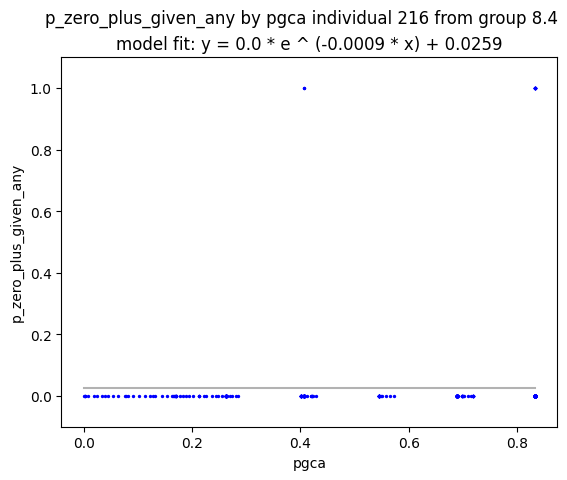 p_zero_plus_given_any by pgca individual 216 from group 8.4
model fit: y = 0.0 * e ^ (-0.0009 * x) + 0.0259
1.0
0.8
0.6
0.4
0.2
0.0
p_zero_plus_given_any
0.0 0.2 0.4 0.6 0.8
pgca